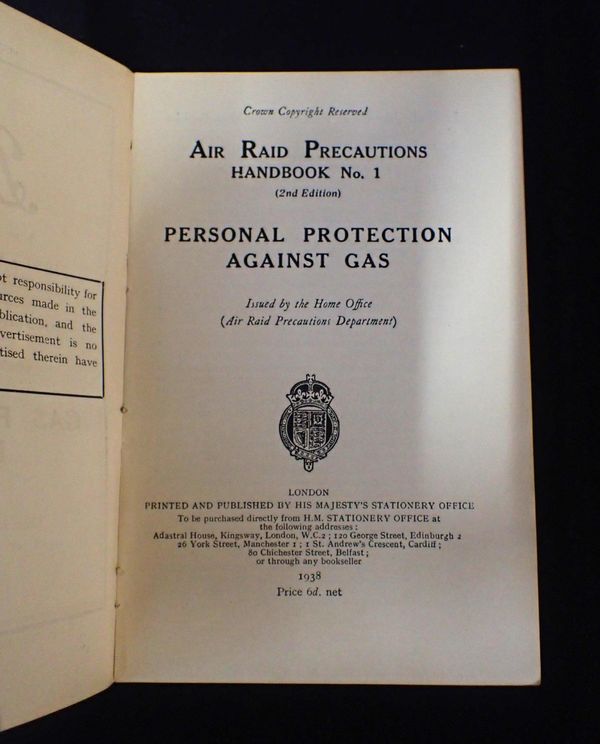 ot responsibility for
urces made in the
blication, and the
vertisement is no
tised therein have
Crown Copyright Reserved
AIR RAID PRECAUTIONS
HANDBOOK No. 1
(2nd Edition)
PERSONAL PROTECTION
AGAINST GAS
Issued by the Home Office
(Air Raid Precautions Department)
LONDON
PRINTED AND PUBLISHED BY HIS MAJESTY'S STATIONERY OFFICE
To be purchased directly from H.M. STATIONERY OFFICE at
the following addresses :
Adastral House, Kingsway, London, W.C.2 ; 120 George Street, Edinburgh 2
26 York Street, Manchester 1 ; 1 St. Andrew's Crescent, Cardiff ;
80 Chichester Street, Belfast ;
or through any bookseller
1938
Price 6d. net